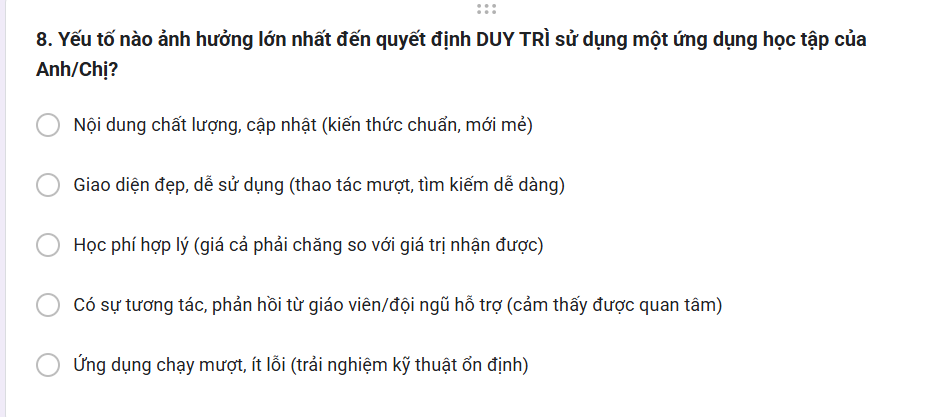 8. Yếu tố nào ảnh hưởng lớn nhất đến quyết định DUY TRÌ sử dụng một ứng dụng học tập của
Anh/Chị?
Nội dung chất lượng, cập nhật (kiến thức chuẩn, mới mẻ)
Giao diện đẹp, dễ sử dụng (thao tác mượt, tìm kiếm dễ dàng)
Học phí hợp lý (giá cả phải chăng so với giá trị nhận được)
Có sự tương tác, phản hồi từ giáo viên/đội ngũ hỗ trợ (cảm thấy được quan tâm)
Ứng dụng chạy mượt, ít lỗi (trải nghiệm kỹ thuật ổn định)